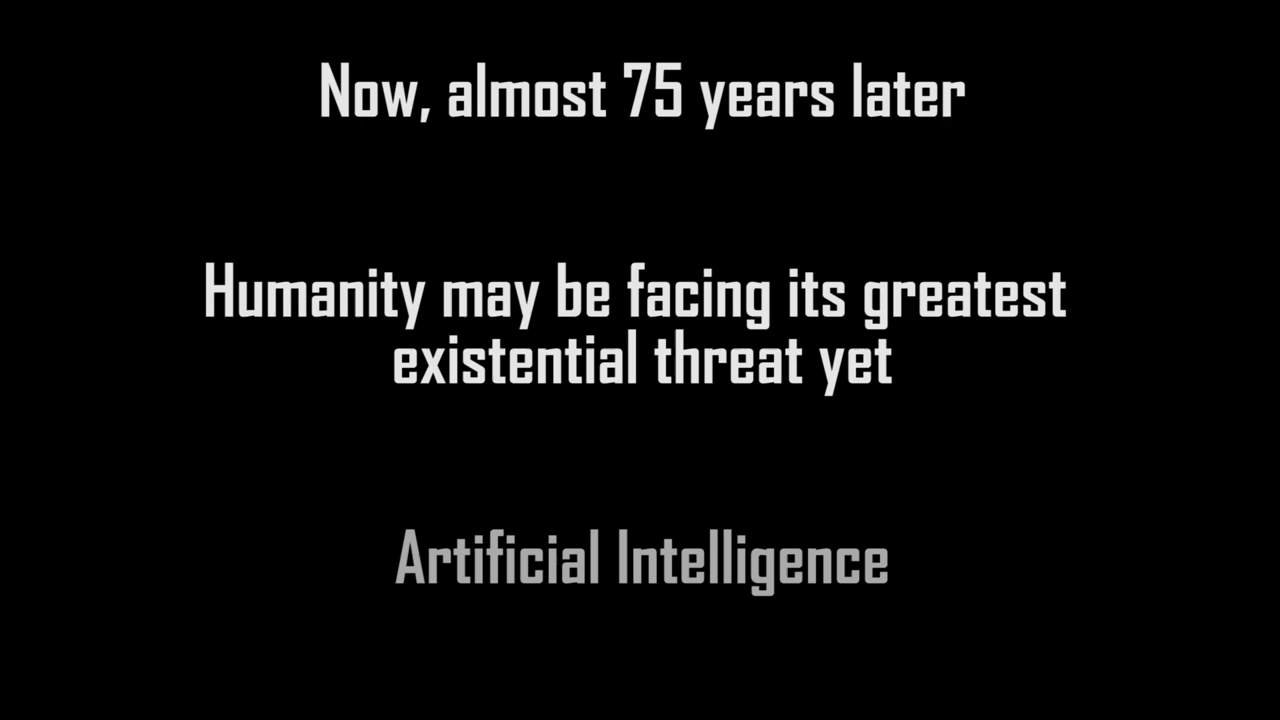 Now, almost 75 years later
Humanity may be facing its greatest
existential threat yet
Artificial Intelligence